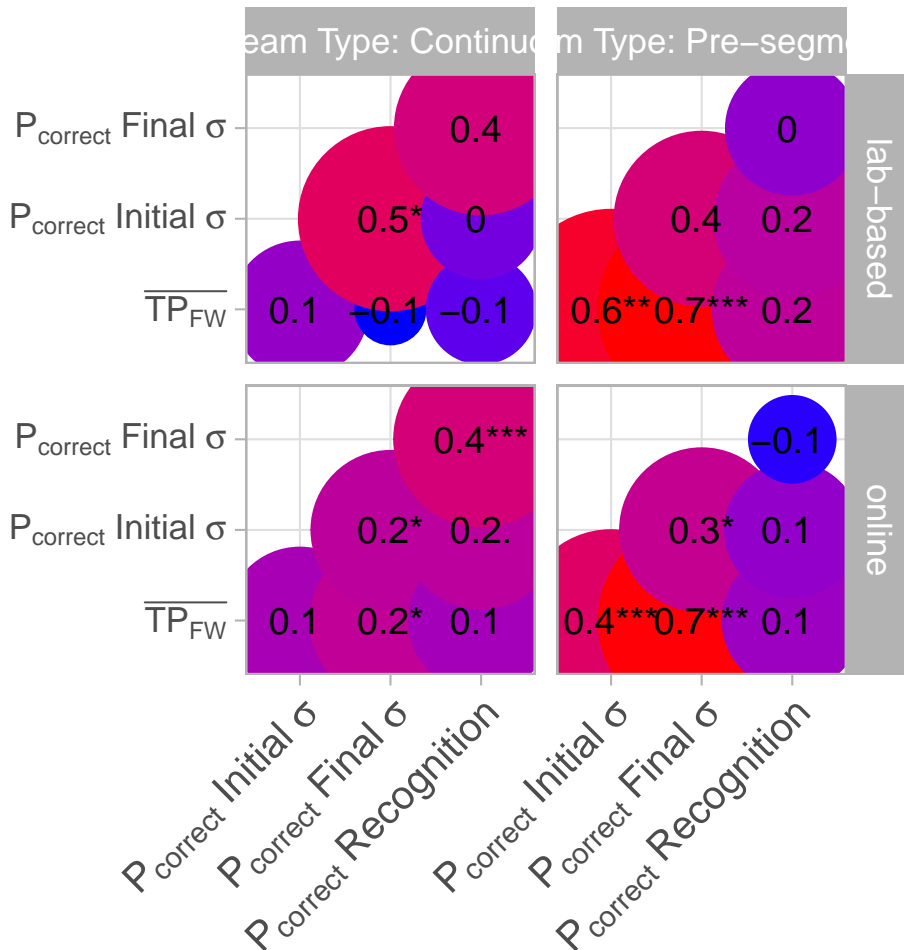 eam Type: Continuo
m Type: Pre−segme
P correct Final σ
0.4
0
lab−based
P correct Initial σ
0.5*
0
0.4
0.2
TP FW
0.1
−0.1
−0.1
0.6**
0.7***
0.2
P correct Final σ
0.4***
−0.1
online
P correct Initial σ
0.2*
0.2.
0.3*
0.1
TP FW
0.1
0.2*
0.1
0.4***
0.7***
0.1
P correct Initial σ
P correct Final σ
P correct Recognition
P correct Initial σ
P correct Final σ
P correct Recognition